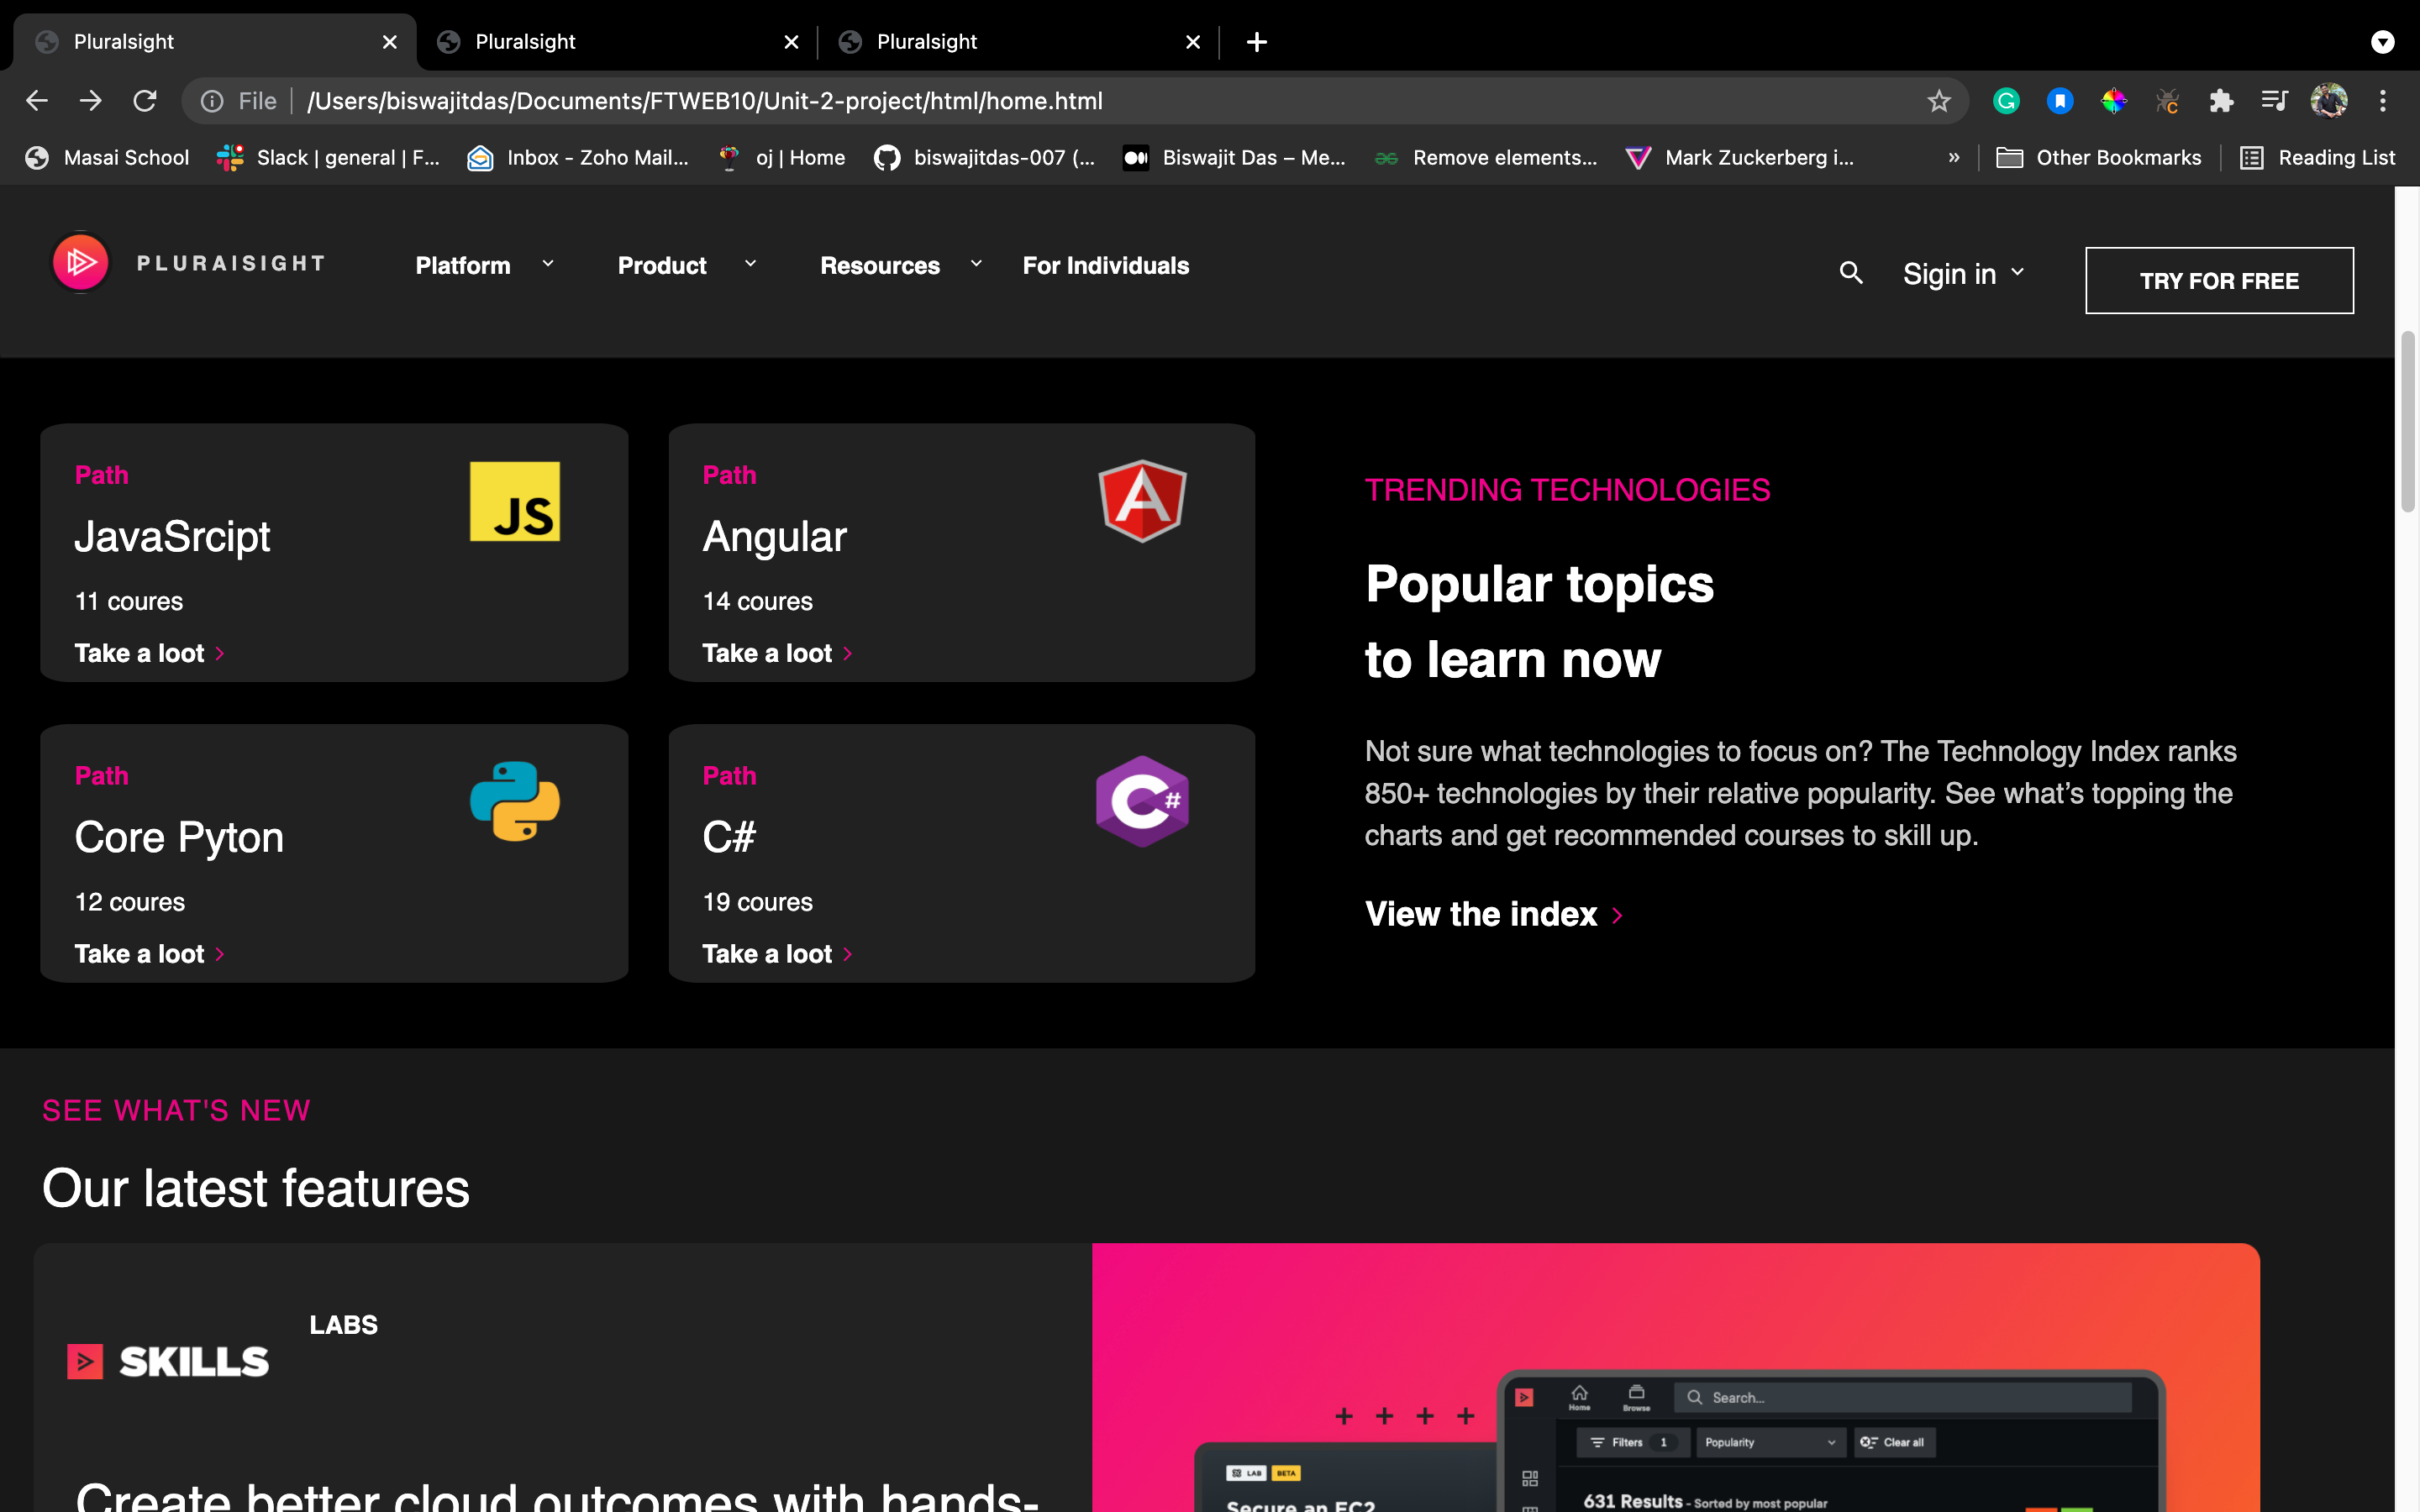 Pluralsight
Pluralsight
Pluralsight
File /Users/biswajitdas/Documents/FTWEB10/Unit-2-project/html/home.html
Masai School Slack | general | F... Inbox - Zoho Mail... oj | Home biswajitdas-007 (... Biswajit Das – Me... Remove elements... Mark Zuckerberg i... » Other Bookmarks Reading List
PLURAISIGHT Platform Product Resources For Individuals Sigin in TRY FOR FREE
Path
JavaSrcipt
11 coures
Take a loot
JS
Path
Angular
14 coures
Take a loot
A
TRENDING TECHNOLOGIES
Popular topics
to learn now
Not sure what technologies to focus on? The Technology Index ranks
850+ technologies by their relative popularity. See what’s topping the
charts and get recommended courses to skill up.
View the index
Path
Core Pyton
12 coures
Take a loot
Path
C#
19 coures
Take a loot
C#
SEE WHAT'S NEW
Our latest features
SKILLS
LABS
Create better cloud outcomes with hands-
LAB BETA
Secure an EC2
Home Browse Search...
Filters 1 Popularity Clear all
631 Results - Sorted by most popular